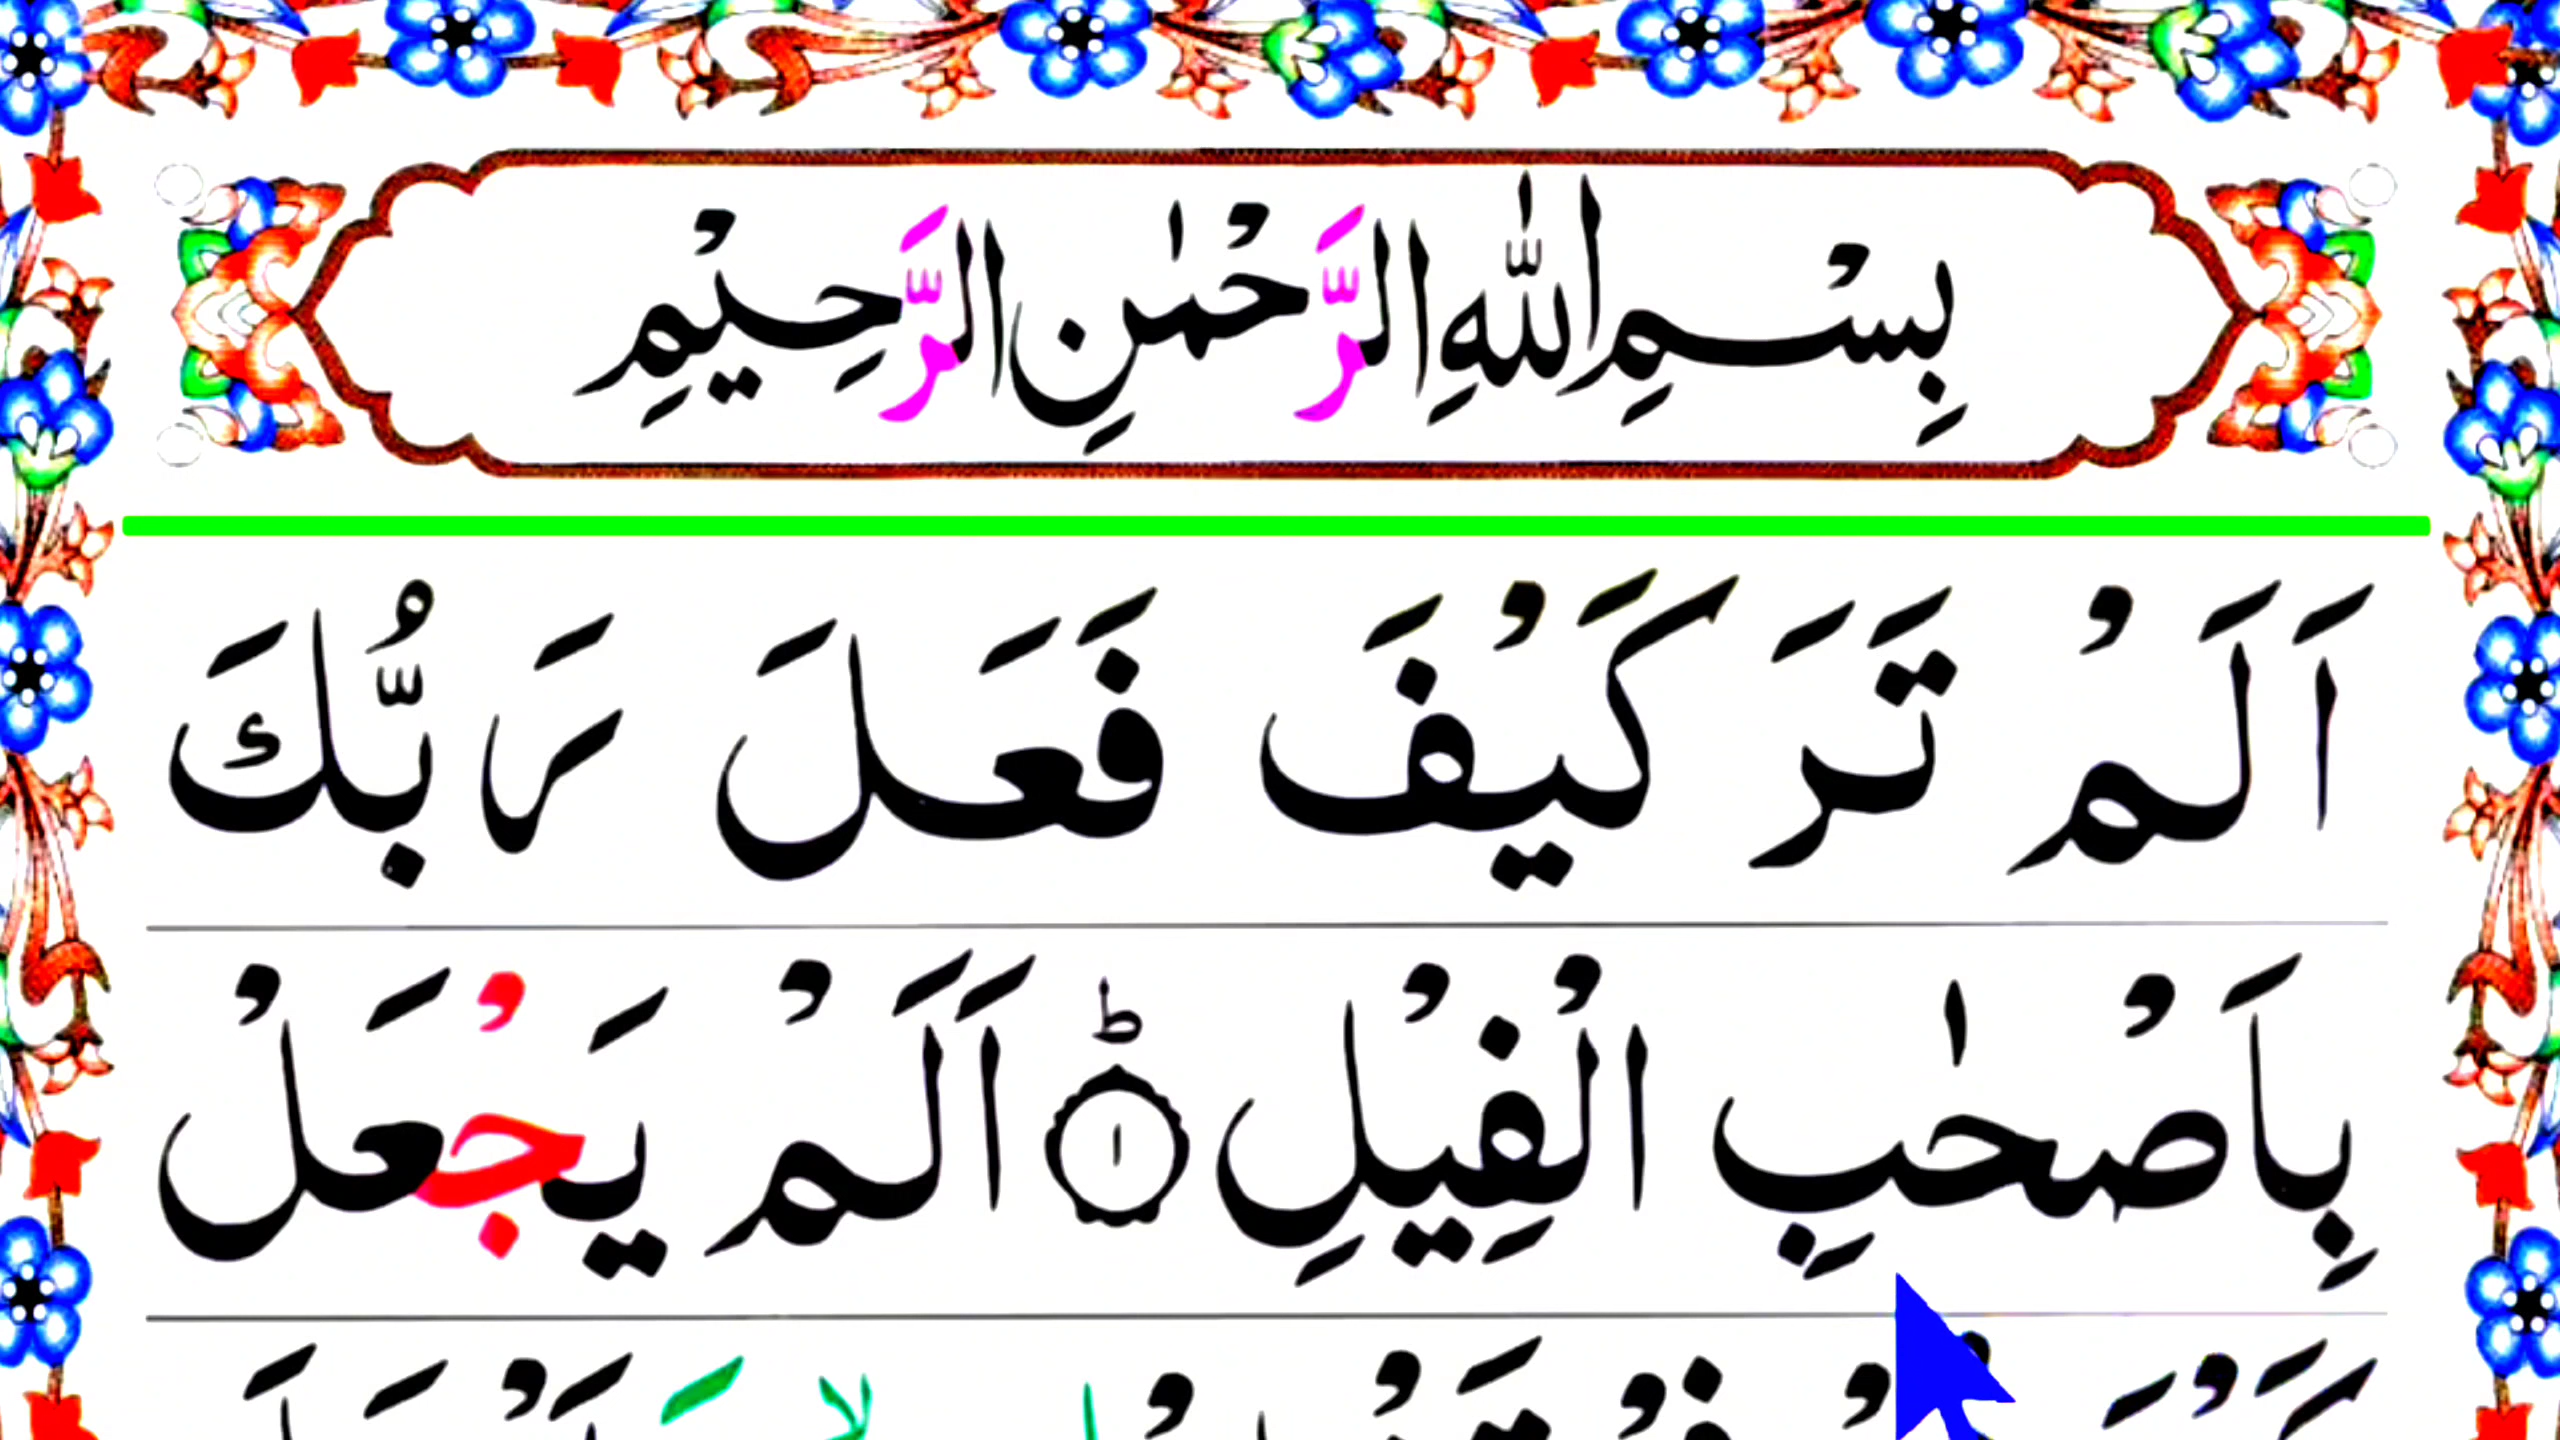 بِسْمِ اللّٰهِ الرَّحْمٰنِ الرَّحِيْمِ
اَلَمْ تَرَ كَيْفَ فَعَلَ رَبُّكَ
بِاَصْحٰبِ الْفِيْلِ ؕ ۱ اَلَمْ يَجْعَلْ